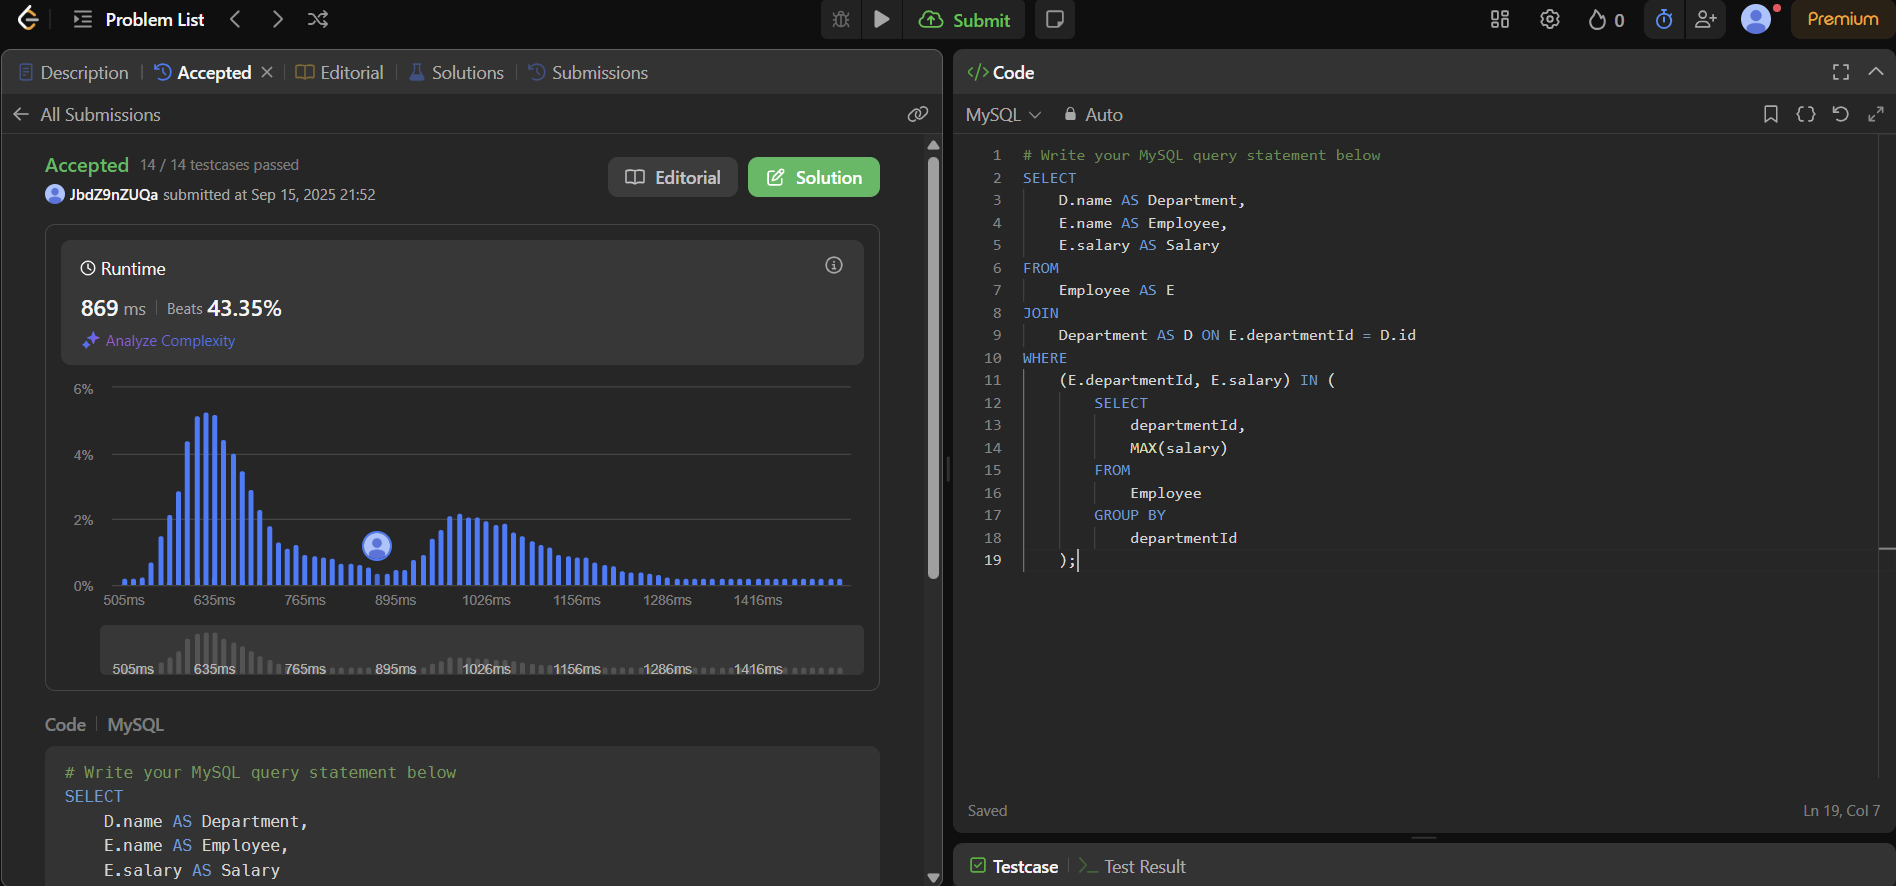 Problem List
Submit
0
Premium
Description
Accepted
Editorial
Solutions
Submissions
All Submissions
Accepted 14 / 14 testcases passed
JbdZ9nZUQa submitted at Sep 15, 2025 21:52
Editorial
Solution
Runtime
869 ms Beats 43.35%
Analyze Complexity
6%
4%
2%
0%
505ms 635ms 765ms 895ms 1026ms 1156ms 1286ms 1416ms
505ms 635ms 765ms 895ms 1026ms 1156ms 1286ms 1416ms
Code MySQL
# Write your MySQL query statement below
SELECT
D.name AS Department,
E.name AS Employee,
E.salary AS Salary
</> Code
MySQL Auto
1 # Write your MySQL query statement below
2 SELECT
3 D.name AS Department,
4 E.name AS Employee,
5 E.salary AS Salary
6 FROM
7 Employee AS E
8 JOIN
9 Department AS D ON E.departmentId = D.id
10 WHERE
11 (E.departmentId, E.salary) IN (
12 SELECT
13 departmentId,
14 MAX(salary)
15 FROM
16 Employee
17 GROUP BY
18 departmentId
19 );
Saved
Ln 19, Col 7
Testcase
Test Result